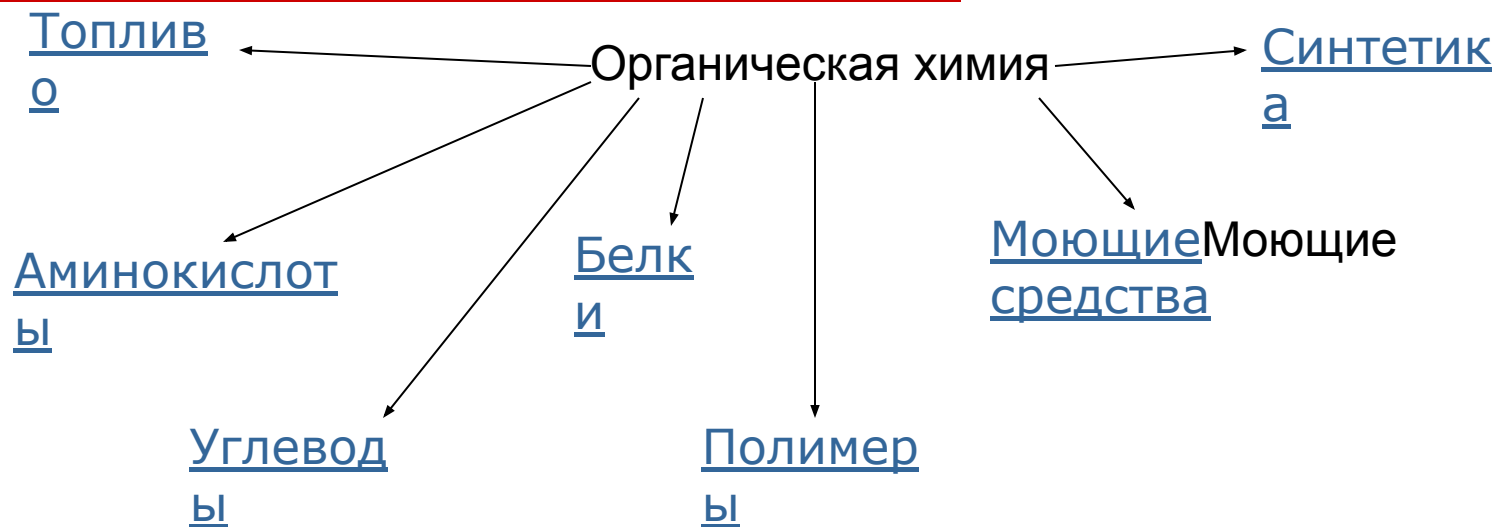 Топлив
о
Органическая химия
Синтетик
а
Аминокислот
ы
Белк
и
МоющиеМоющие
средства
Углевод
ы
Полимер
ы